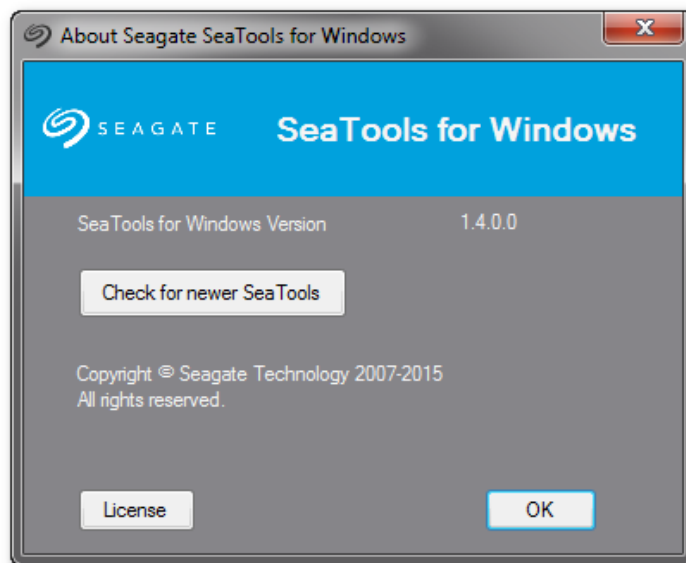 About Seagate SeaTools for Windows
SEAGATE
SeaTools for Windows
SeaTools for Windows Version 1.4.0.0
Check for newer SeaTools
Copyright © Seagate Technology 2007-2015
All rights reserved.
License
OK